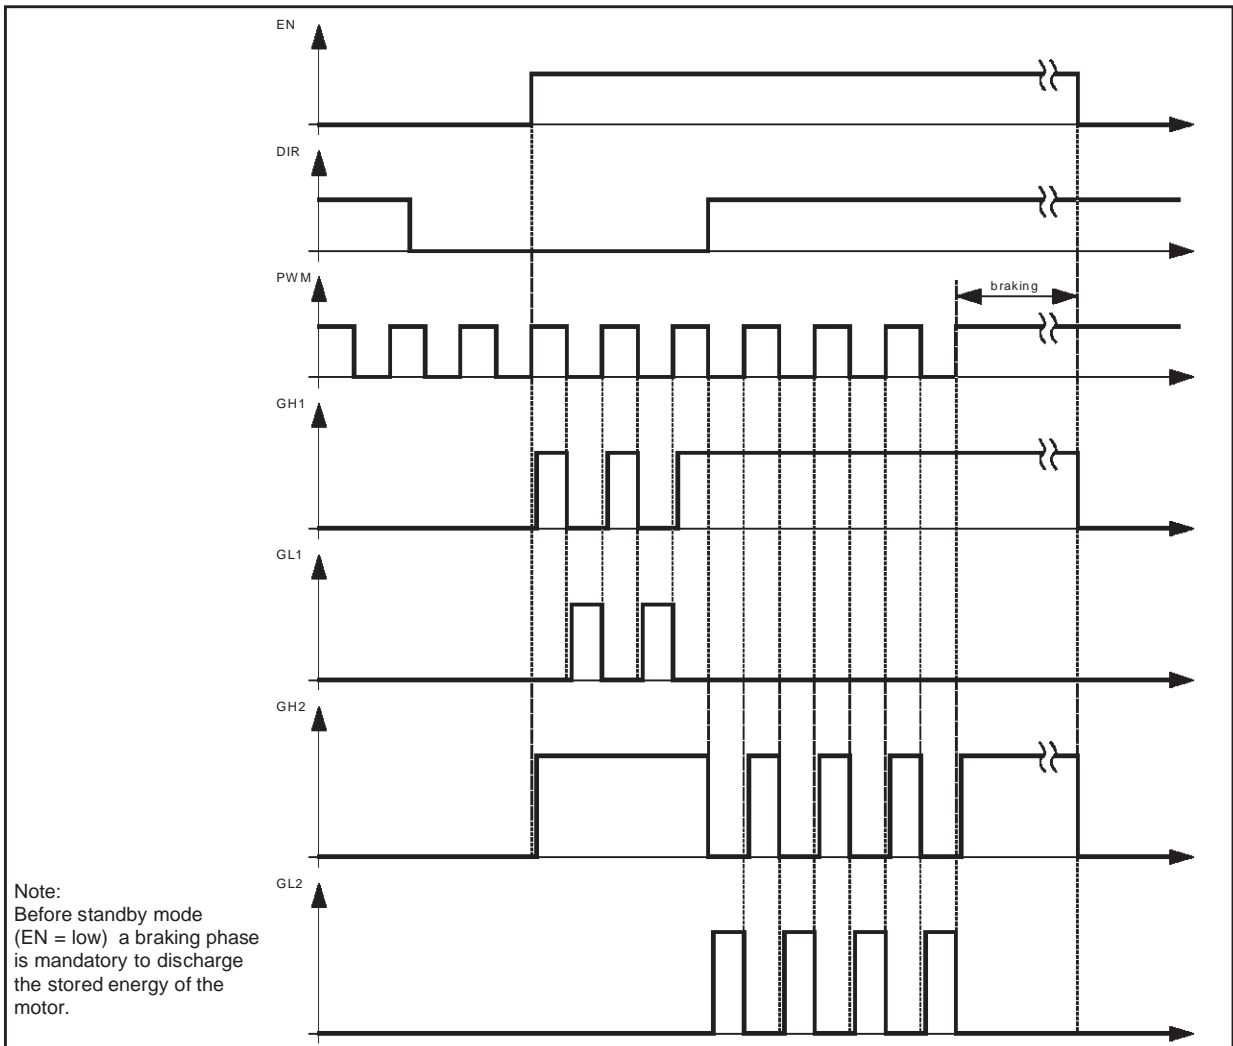 EN
DIR
PWM
braking
GH1
GL1
GH2
GL2
Note:
Before standby mode
(EN = low) a braking phase
is mandatory to discharge
the stored energy of the
motor.